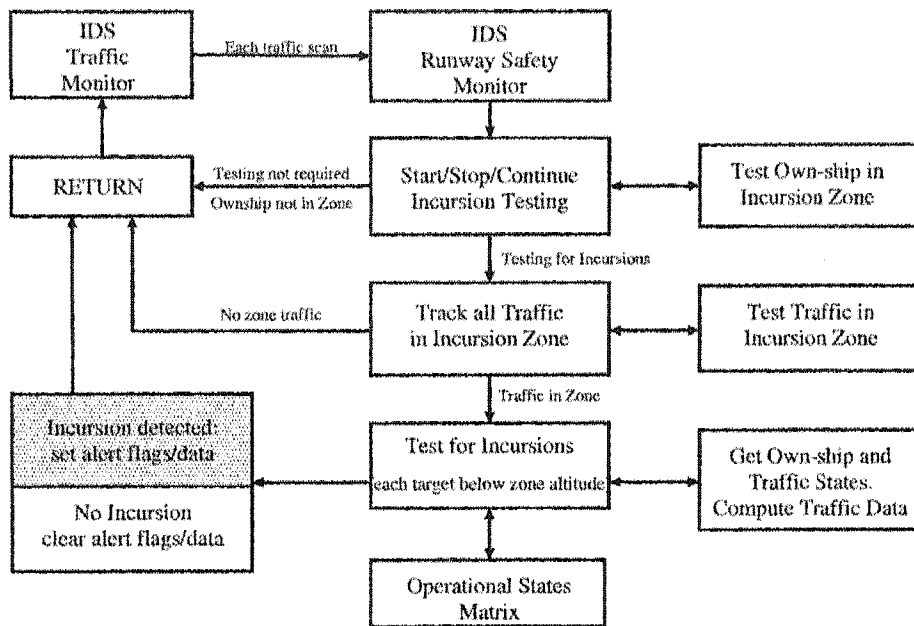 IDS
Traffic
Monitor
Each traffic scan
IDS
Runway Safety
Monitor
RETURN
Testing not required
Ownship not in Zone
Start/Stop/Continue
Incursion Testing
Test Own-ship in
Incursion Zone
Testing for Incursions
No zone traffic
Track all Traffic
in Incursion Zone
Test Traffic in
Incursion Zone
Traffic in Zone
Incursion detected:
set alert flags/data
No Incursion
clear alert flags/data
Test for Incursions
each target below zone altitude
Get Own-ship and
Traffic States.
Compute Traffic Data
Operational States
Matrix